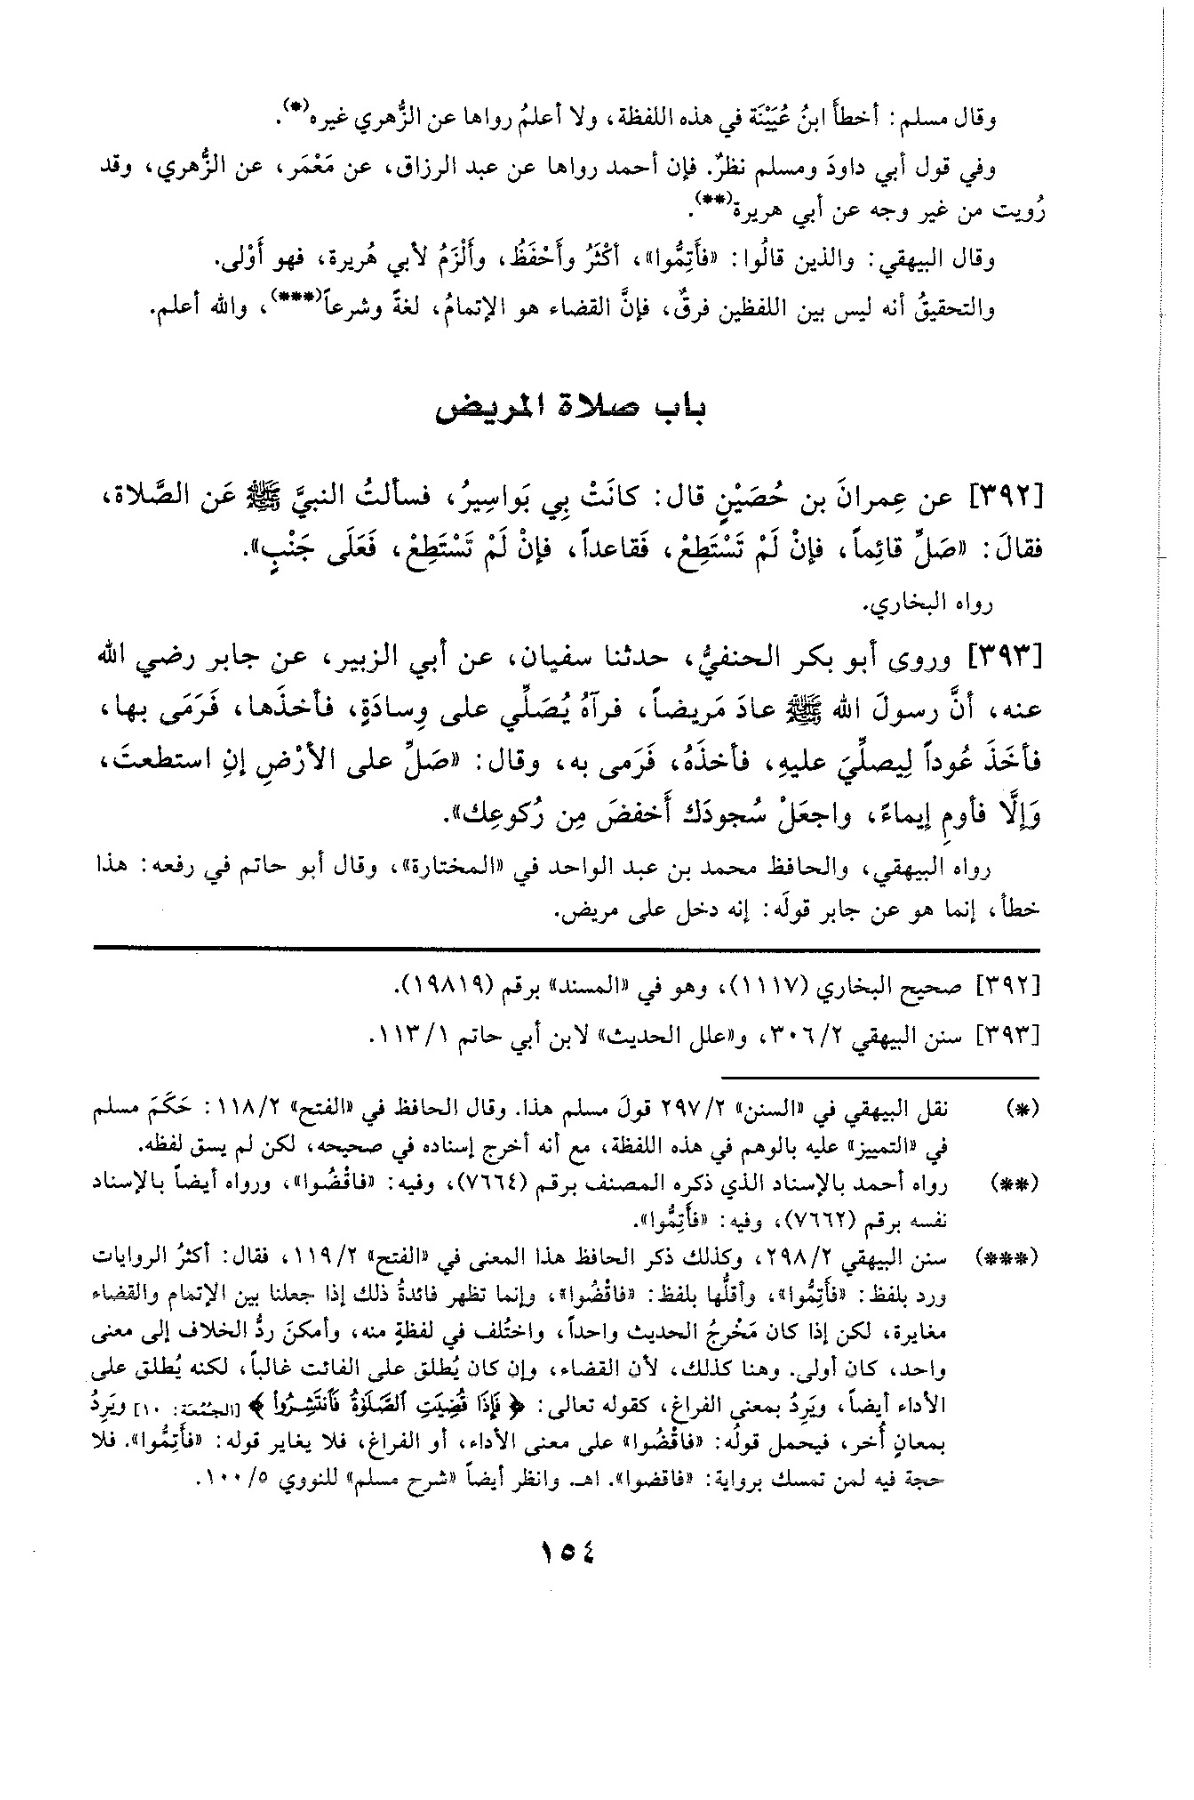 وقال مسلم: أخطأَ ابنُ عُيَيْنَة في هذه اللفظة، ولا أعلمُ رواها عن الزُّهري غيره(*).
وفي قول أبي داودَ ومسلم نظرٌ. فإن أحمد رواها عن عبد الرزاق، عن مَعْمَر، عن الزُّهري، وقد
رُويت من غير وجه عن أبي هريرة(**).
وقال البيهقي: والذين قالُوا: «فأَتِمُّوا»، أكْثَرُ وأَحْفَظُ، وأَلْزَمُ لأبي هُريرة، فهو أَوْلى.
والتحقيقُ أنه ليس بين اللفظين فرقٌ، فإنَّ القضاء هو الإتمامُ، لغةً وشرعاً(***)، والله أعلم.
باب صلاة المريض
[٣٩٢] عن عِمرانَ بن حُصَيْنٍ قال: كانَتْ بِي بَواسِيرُ، فسألتُ النبيَّ ﷺ عَن الصَّلاة،
فقالَ: «صَلِّ قائِماً، فإنْ لَمْ تَسْتَطِعْ، فَقاعداً، فإنْ لَمْ تَسْتَطِعْ، فَعَلَى جَنْبٍ».
رواه البخاري.
[٣٩٣] وروى أبو بكر الحنفيُّ، حدثنا سفيان، عن أبي الزبير، عن جابر رضي الله
عنه، أنَّ رسولَ الله ﷺ عادَ مَريضاً، فرآهُ يُصَلِّي على وِسادَةٍ، فأخذَها، فَرَمَى بها،
فأخَذَ عُوداً لِيصلِّيَ عليهِ، فأخذَهُ، فَرَمى به، وقال: «صَلِّ على الأرْضِ إنِ استطعتَ،
وَإلَّا فأومِ إيماءً، واجعَلْ سُجودَك أَخفضَ مِن رُكوعِك».
رواه البيهقي، والحافظ محمد بن عبد الواحد في «المختارة»، وقال أبو حاتم في رفعه: هذا
خطأ، إنما هو عن جابر قولَه: إنه دخل على مريض.
[٣٩٢] صحيح البخاري (١١١٧)، وهو في «المسند» برقم (١٩٨١٩).
[٣٩٣] سنن البيهقي ٣٠٦/٢، و«علل الحديث» لابن أبي حاتم ١١٣/١.
(*) نقل البيهقي في «السنن» ٢٩٧/٢ قولَ مسلم هذا. وقال الحافظ في «الفتح» ١١٨/٢: حَكَمَ مسلم
في «التمييز» عليه بالوهم في هذه اللفظة، مع أنه أخرج إسناده في صحيحه، لكن لم يسق لفظه.
(**) رواه أحمد بالإسناد الذي ذكره المصنف برقم (٧٦٦٤)، وفيه: «فاقْضُوا»، ورواه أيضاً بالإسناد
نفسه برقم (٧٦٦٢)، وفيه: «فأَتِمُّوا».
(***) سنن البيهقي ٢٩٨/٢، وكذلك ذكر الحافظ هذا المعنى في «الفتح» ١١٩/٢، فقال: أكثرُ الروايات
ورد بلفظ: «فأَتِمُّوا»، وأقلُّها بلفظ: «فاقْضُوا»، وإنما تظهر فائدةُ ذلك إذا جعلنا بين الإتمام والقضاء
مغايرة، لكن إذا كان مَخْرجُ الحديث واحداً، واختُلف في لفظةٍ منه، وأمكنَ ردُّ الخلاف إلى معنى
واحد، كان أولى. وهنا كذلك، لأن القضاء، وإن كان يُطلق على الفائت غالباً، لكنه يُطلق على
الأداء أيضاً، ويَرِدُ بمعنى الفراغ، كقوله تعالى: ﴿ فَإِذَا قُضِيَتِ ٱلصَّلَوٰةُ فَٱنتَشِرُوا۟ ﴾ [الجُمُعَة: ١٠] ويَرِدُ
بمعانٍ أُخر، فيحمل قولُه: «فاقْضُوا» على معنى الأداء، أو الفراغ، فلا يغاير قوله: «فأَتِمُّوا». فلا
حجة فيه لمن تمسك برواية: «فاقضوا». اهـ. وانظر أيضاً «شرح مسلم» للنووي ١٠٠/٥.
١٥٤